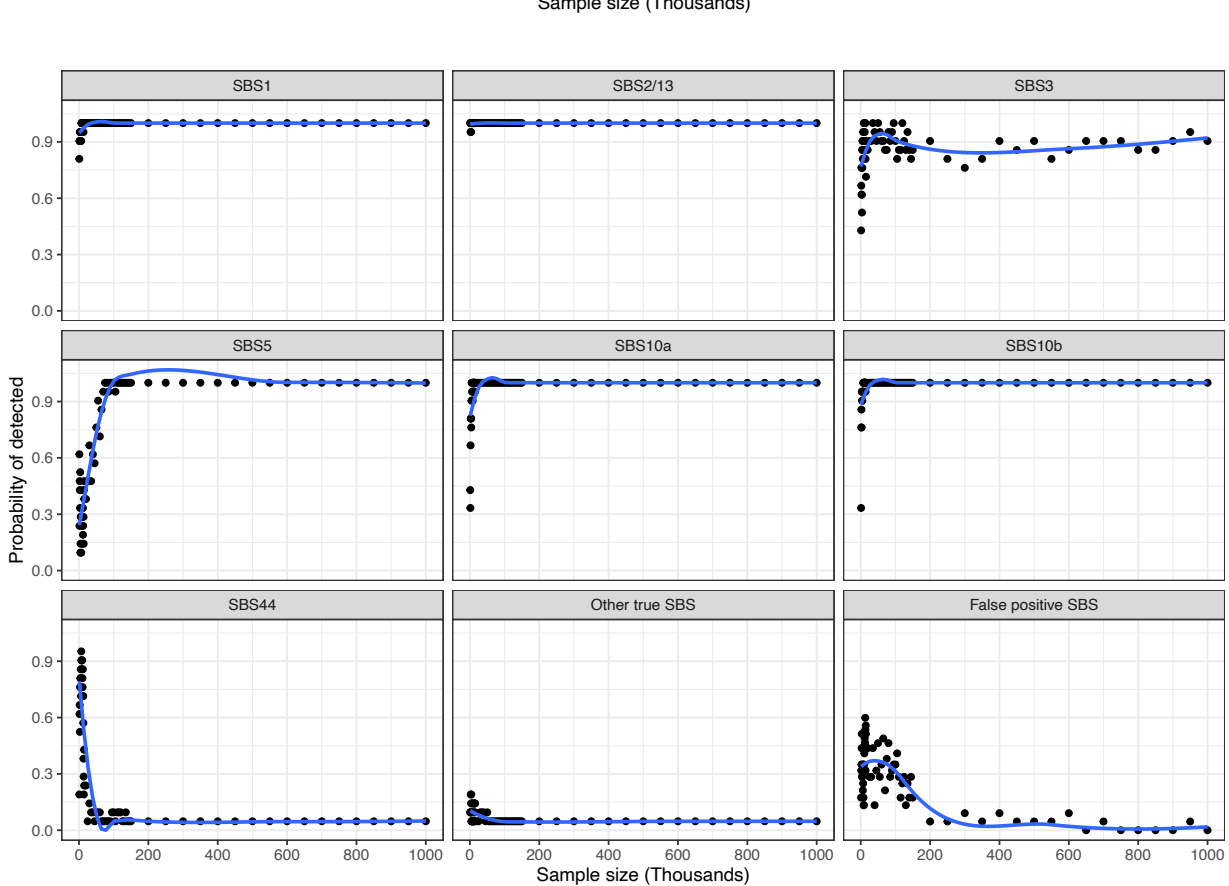 Sample size (Thousands)
SBS1 SBS2/13 SBS3
0.9
0.6
0.3
0.0
SBS5 SBS10a SBS10b
0.9
0.6
0.3
0.0
Probability of detected
SBS44 Other true SBS False positive SBS
0.9
0.6
0.3
0.0
0 200 400 600 800 1000 0 200 400 600 800 1000 0 200 400 600 800 1000
Sample size (Thousands)